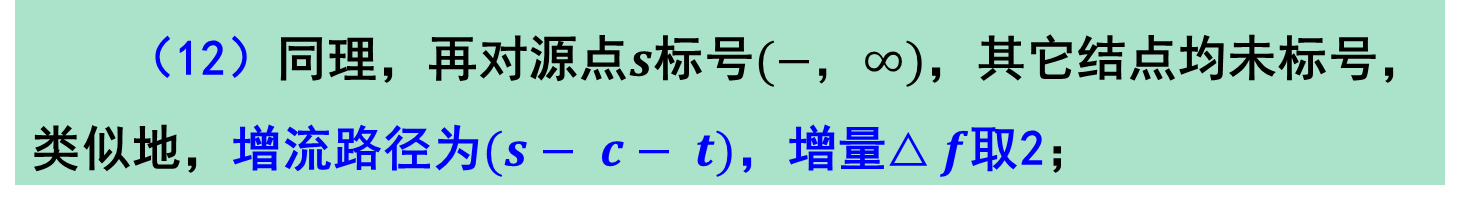 （12）同理，再对源点s标号(−，∞)，其它结点均未标号，
类似地，增流路径为(s − c − t)，增量△f取2；